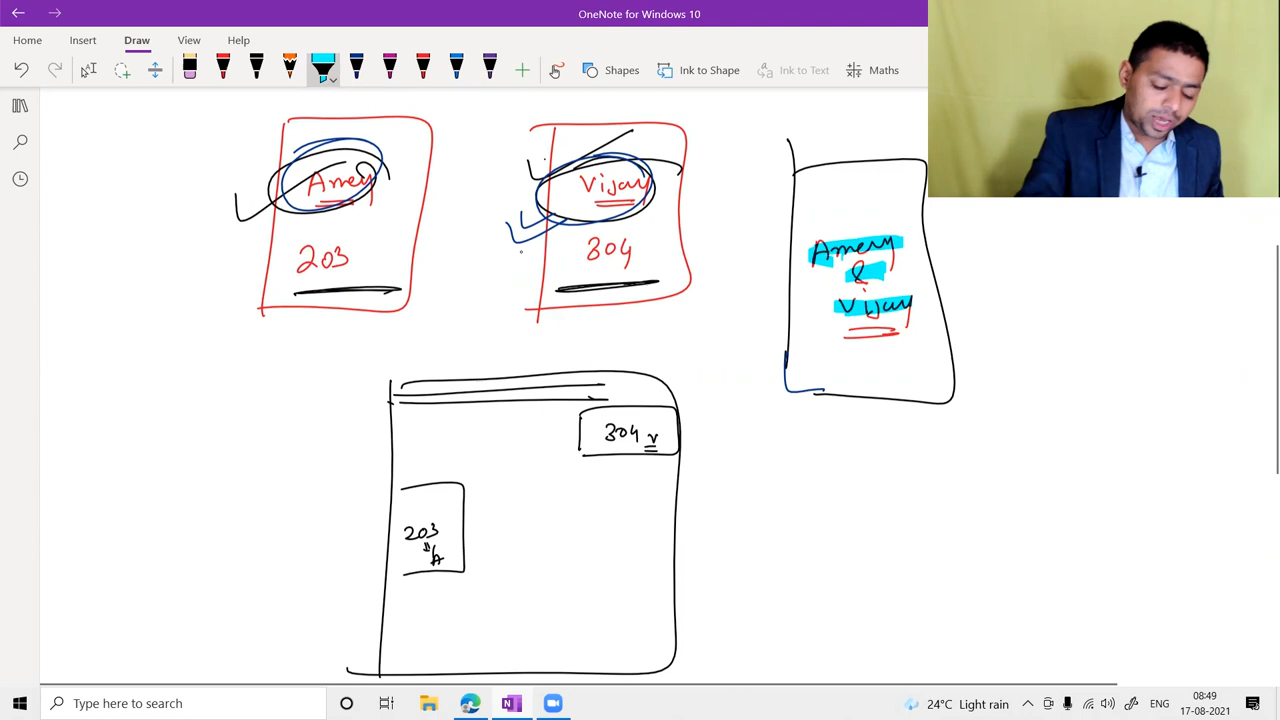 OneNote for Windows 10
Home Insert Draw View Help
Shapes Ink to Shape Ink to Text Maths
Amey
203
Vijay
304
Amery
&
Vijay
304 v
203
A
Type here to search
24°C Light rain
ENG
08:49
17-08-2021